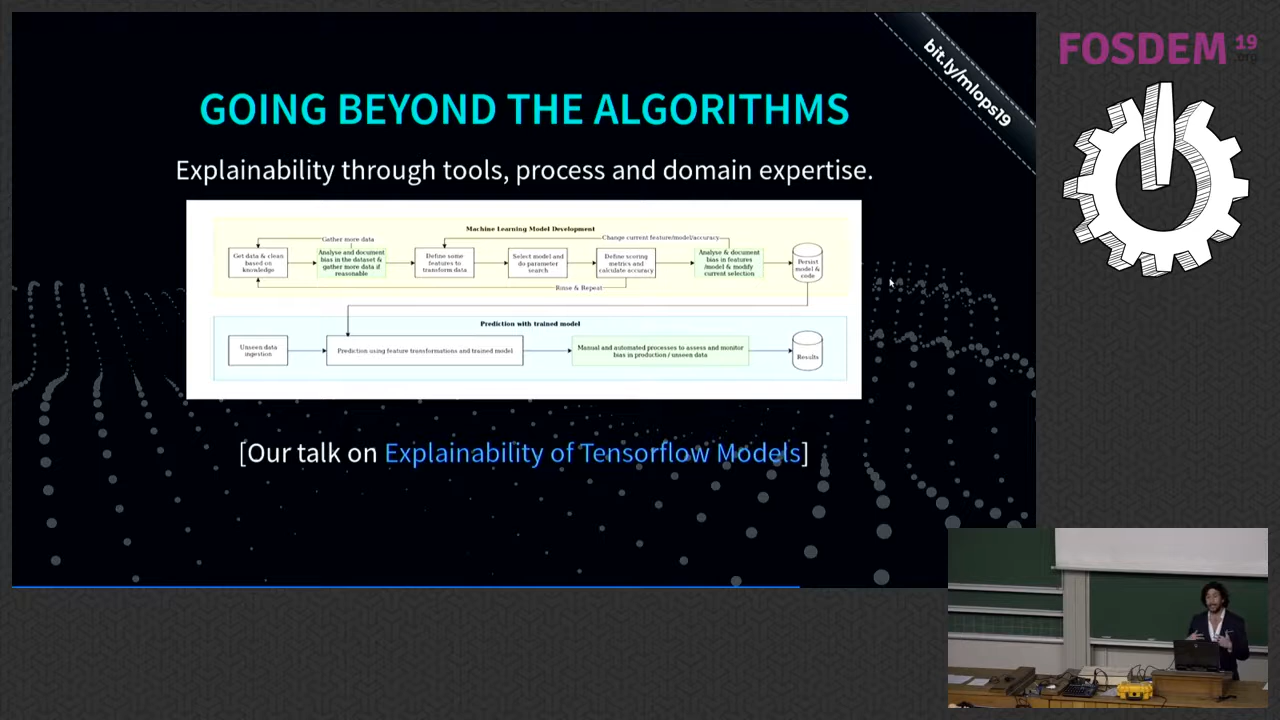 GOING BEYOND THE ALGORITHMS
Explainability through tools, process and domain expertise.
Machine Learning Model Development
Gather more data
Change current feature/model/accuracy
Get data & clean
based on
knowledge
Analyse and document
bias in the dataset &
gather more data if
reasonable
Define some
features to
transform data
Select model and
do parameter
search
Define scoring
metrics and
calculate accuracy
Analyse & document
bias in features
/model & modify
current selection
Persist
model &
code
Rinse & Repeat
Prediction with trained model
Unseen data
ingestion
Prediction using feature transformations and trained model
Manual and automated processes to assess and monitor
bias in production / unseen data
Results
[Our talk on Explainability of Tensorflow Models]
bit.ly/mlops19
FOSDEM 19
.org